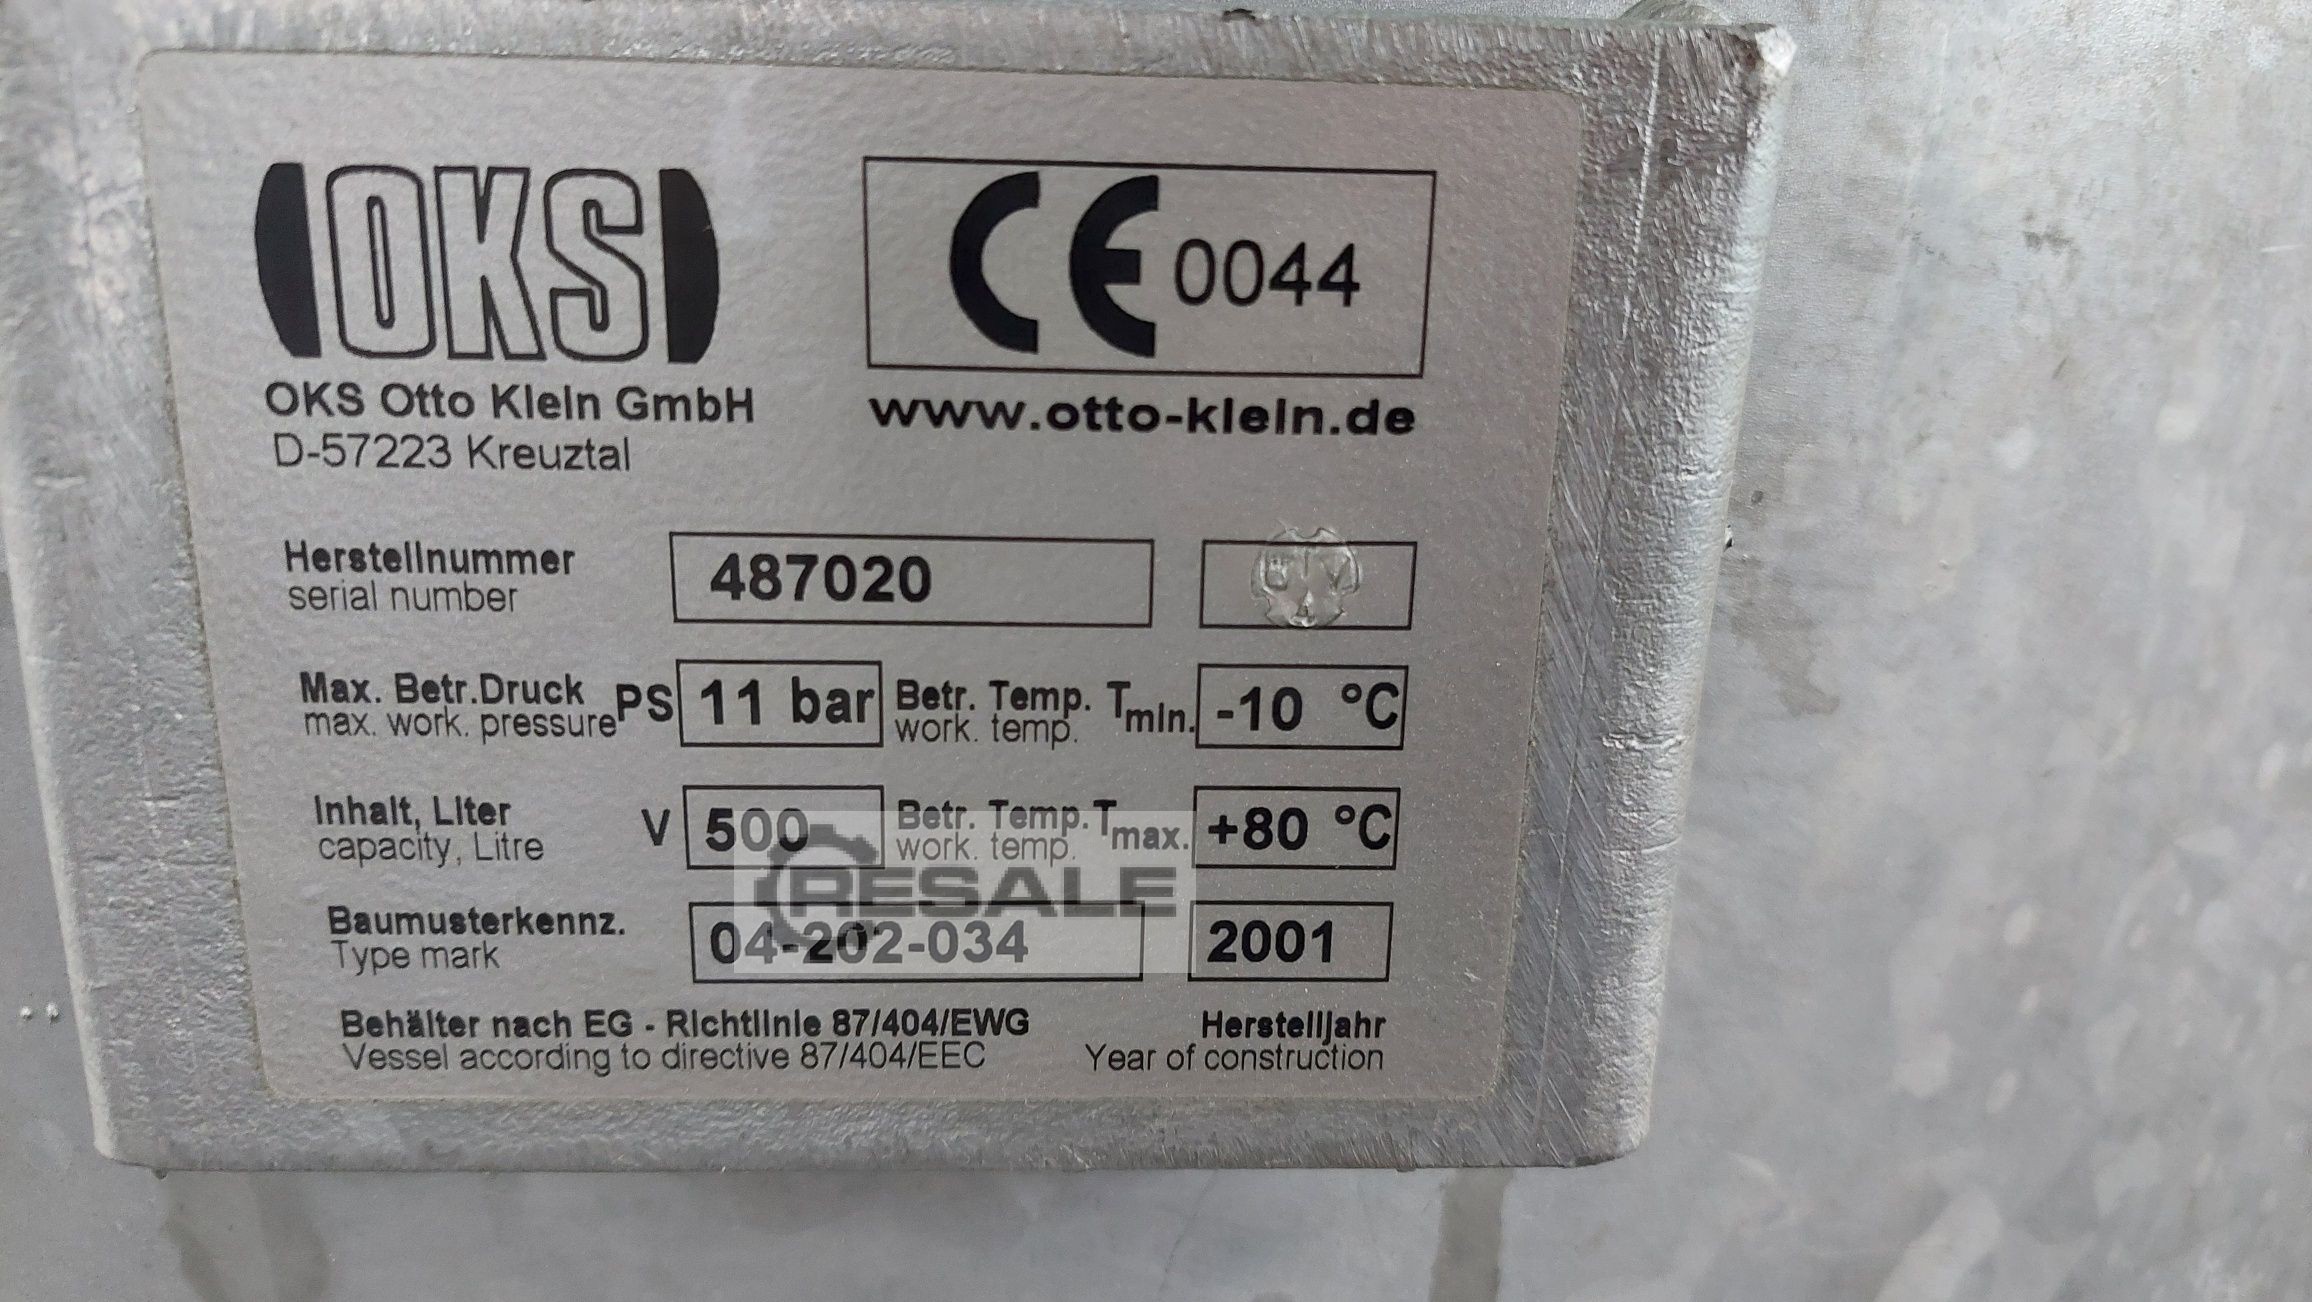 OKS
CE 0044
OKS Otto Klein GmbH
www.otto-klein.de
D-57223 Kreuztal
Herstellnummer
serial number
487020
Max. Betr.Druck
max. work. pressure
PS
11 bar
Betr. Temp.
work. temp.
Tmin.
-10 °C
Inhalt, Liter
capacity, Litre
V
500
Betr. Temp.
work. temp.
Tmax.
+80 °C
RESALE
Baumusterkennz.
Type mark
04-202-034
2001
Behälter nach EG - Richtlinie 87/404/EWG
Vessel according to directive 87/404/EEC
Herstelljahr
Year of construction